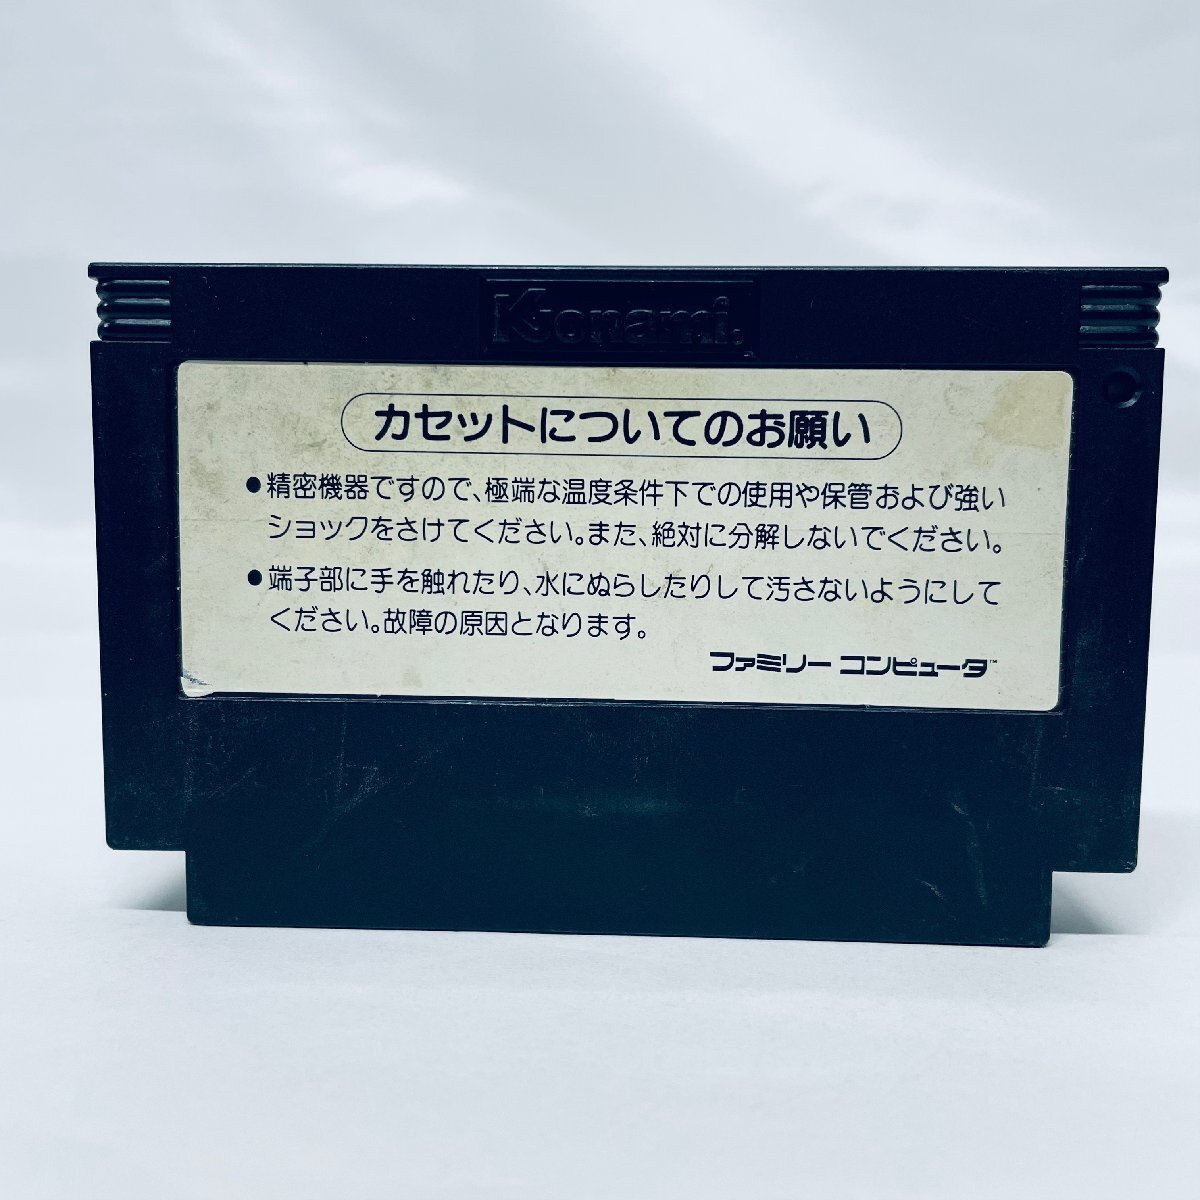 Konami.
カセットについてのお願い
●精密機器ですので、極端な温度条件下での使用や保管および強い
ショックをさけてください。また、絶対に分解しないでください。
●端子部に手を触れたり、水にぬらしたりして汚さないようにして
ください。故障の原因となります。
ファミリー コンピュータ™